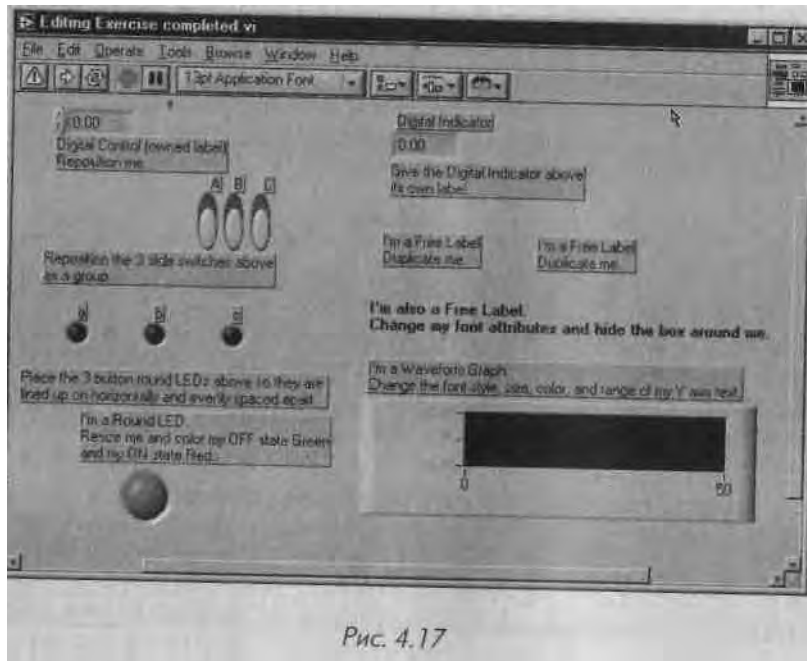 Editing Exercise completed.vi
File Edit Operate Tools Browse Window Help
13pt Application Font
0.00
Digital Control (owned label)
Reposition me.
A B C
Reposition the 3 slide switches above
as a group.
a b c
Place the 3 button round LEDs above so they are
lined up on horizontally and evenly spaced apart.
I'm a Round LED.
Resize me and color my OFF state Green
and my ON state Red.
Digital Indicator
0.00
Give the Digital Indicator above
its own label.
I'm a Free Label
Duplicate me.
I'm a Free Label
Duplicate me.
I'm also a Free Label.
Change my font attributes and hide the box around me.
I'm a Waveform Graph.
Change the font style, size, color, and range of my Y axis text.
0 50
Рис. 4.17